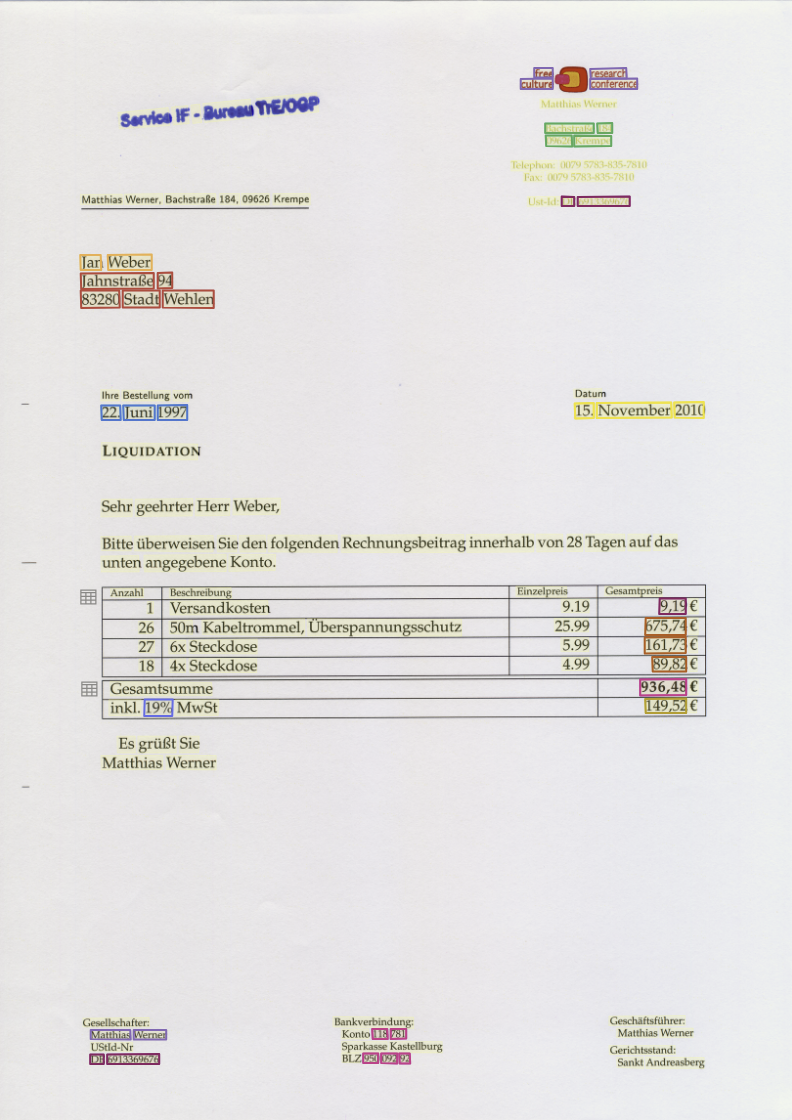 free research
culture conference
Service IF - Bureau TrE/OGP
Matthias Werner
Bachstraße 184
09626 Krempe
Telephon: 0079 5783-835-7810
Fax: 0079 5783-835-7810
Ust-Id: DE 6913369676
Matthias Werner, Bachstraße 184, 09626 Krempe
Jan Weber
Jahnstraße 94
83280 Stadt Wehlen
Ihre Bestellung vom
22. Juni 1997
Datum
15. November 2010
LIQUIDATION
Sehr geehrter Herr Weber,
Bitte überweisen Sie den folgenden Rechnungsbeitrag innerhalb von 28 Tagen auf das
unten angegebene Konto.
Anzahl Beschreibung Einzelpreis Gesamtpreis
1 Versandkosten 9.19 9,19 €
26 50m Kabeltrommel, Überspannungsschutz 25.99 675,74 €
27 6x Steckdose 5.99 161,73 €
18 4x Steckdose 4.99 89,82 €
Gesamtsumme 936,48 €
inkl. 19% MwSt 149,52 €
Es grüßt Sie
Matthias Werner
Gesellschafter:
Matthias Werner
UStId-Nr
DE 6913369676
Bankverbindung:
Konto 118 781
Sparkasse Kastellburg
BLZ
Geschäftsführer:
Matthias Werner
Gerichtsstand:
Sankt Andreasberg